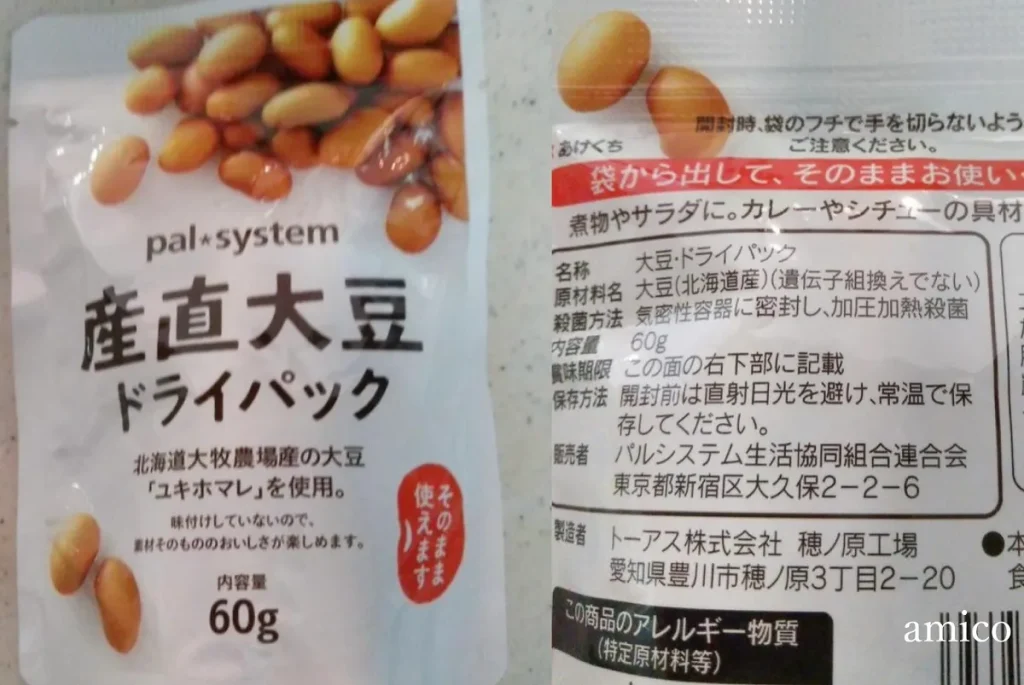 pal*system
産直大豆
ドライパック
北海道大牧農場産の大豆
「ユキホマレ」を使用。
味付けしていないので、
素材そのもののおいしさが楽しめます。
そのまま
使えます
内容量
60g
開封時、袋のフチで手を切らないよう
ご注意ください。
あけくち
袋から出して、そのままお使い
煮物やサラダに。カレーやシチューの具材
名称 大豆・ドライパック
原材料名 大豆(北海道産)(遺伝子組換えでない)
殺菌方法 気密性容器に密封し、加圧加熱殺菌
内容量 60g
賞味期限 この面の右下部に記載
保存方法 開封前は直射日光を避け、常温で保
存してください。
販売者 パルシステム生活協同組合連合会
東京都新宿区大久保2-2-6
製造者 トーアス株式会社 穂ノ原工場
愛知県豊川市穂ノ原3丁目2-20
●本
食
この商品のアレルギー物質
(特定原材料等)
amico